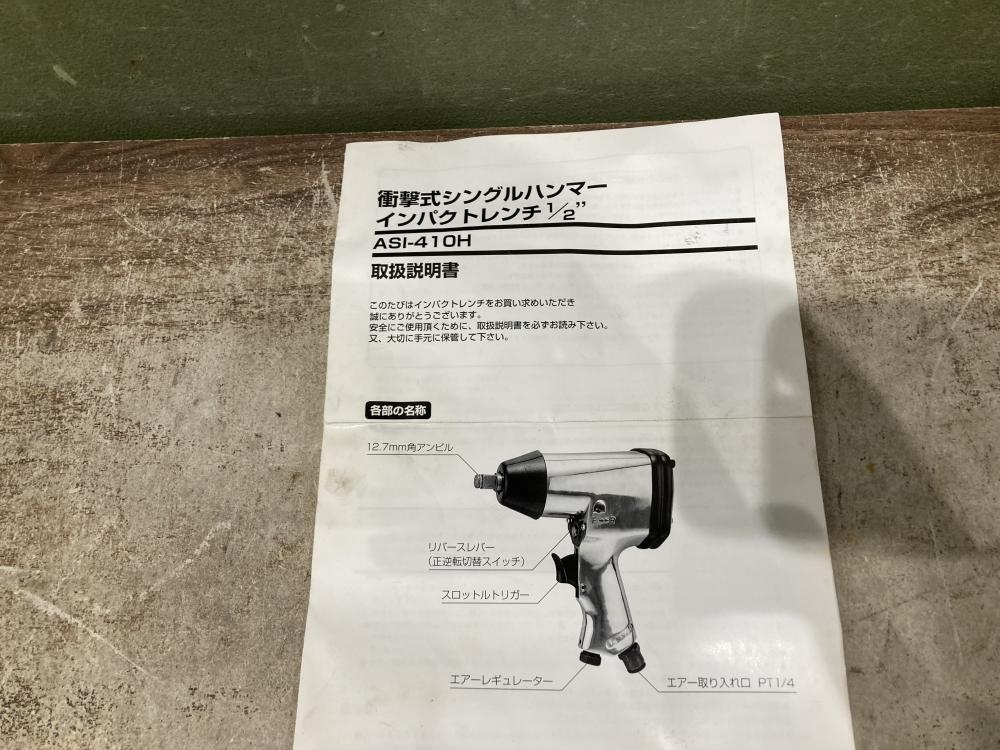 衝撃式シングルハンマー
インパクトレンチ1/2”
ASI-410H
取扱説明書
このたびはインパクトレンチをお買い求めいただき
誠にありがとうございます。
安全にご使用頂くために、取扱説明書を必ずお読み下さい。
又、大切に手元に保管して下さい。
各部の名称
12.7mm角アンビル
リバースレバー
(正逆転切替スイッチ)
スロットルトリガー
エアーレギュレーター
エアー取り入れ口 PT1/4